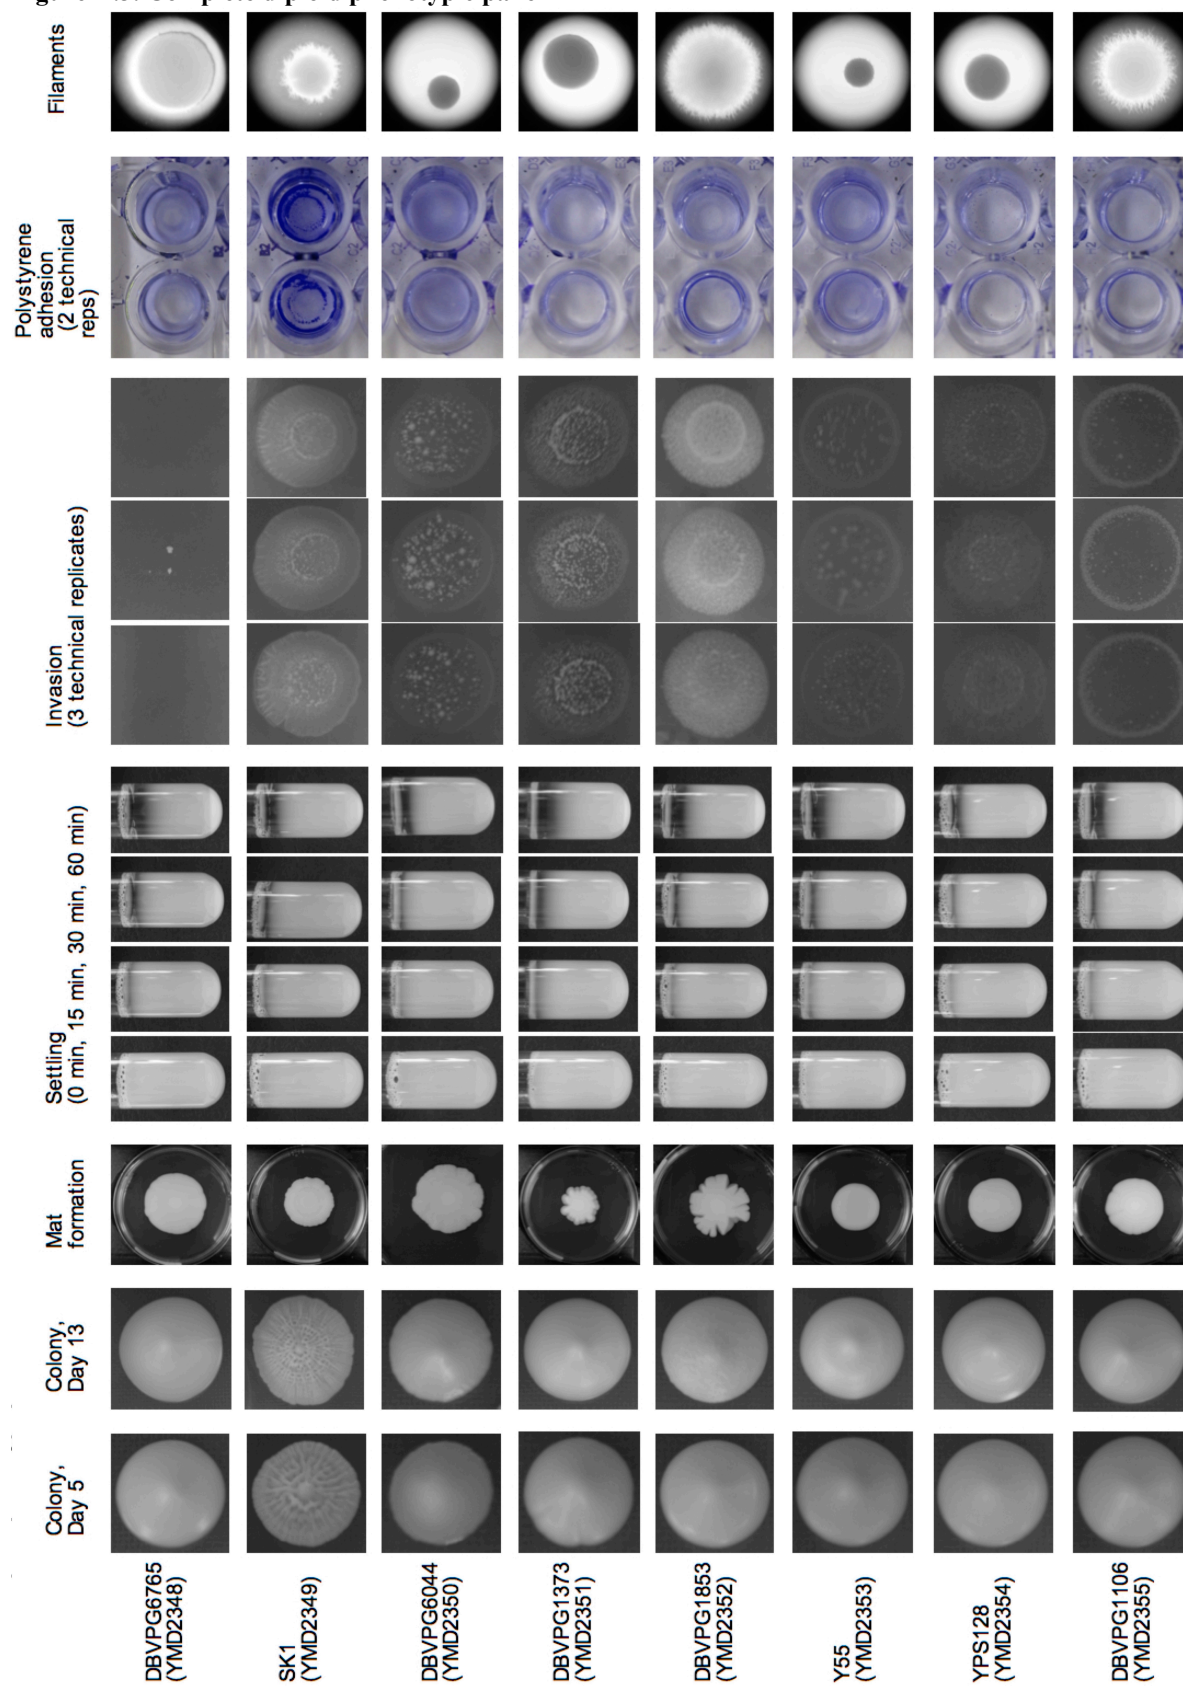 Filaments
Polystyrene
adhesion
(2 technical
reps)
Invasion
(3 technical replicates)
Settling
(0 min, 15 min, 30 min, 60 min)
Mat
formation
Colony,
Day 13
Colony,
Day 5
DBVPG6765
(YMD2348)
SK1
(YMD2349)
DBVPG6044
(YMD2350)
DBVPG1373
(YMD2351)
DBVPG1853
(YMD2352)
Y55
(YMD2353)
YPS128
(YMD2354)
DBVPG1106
(YMD2355)